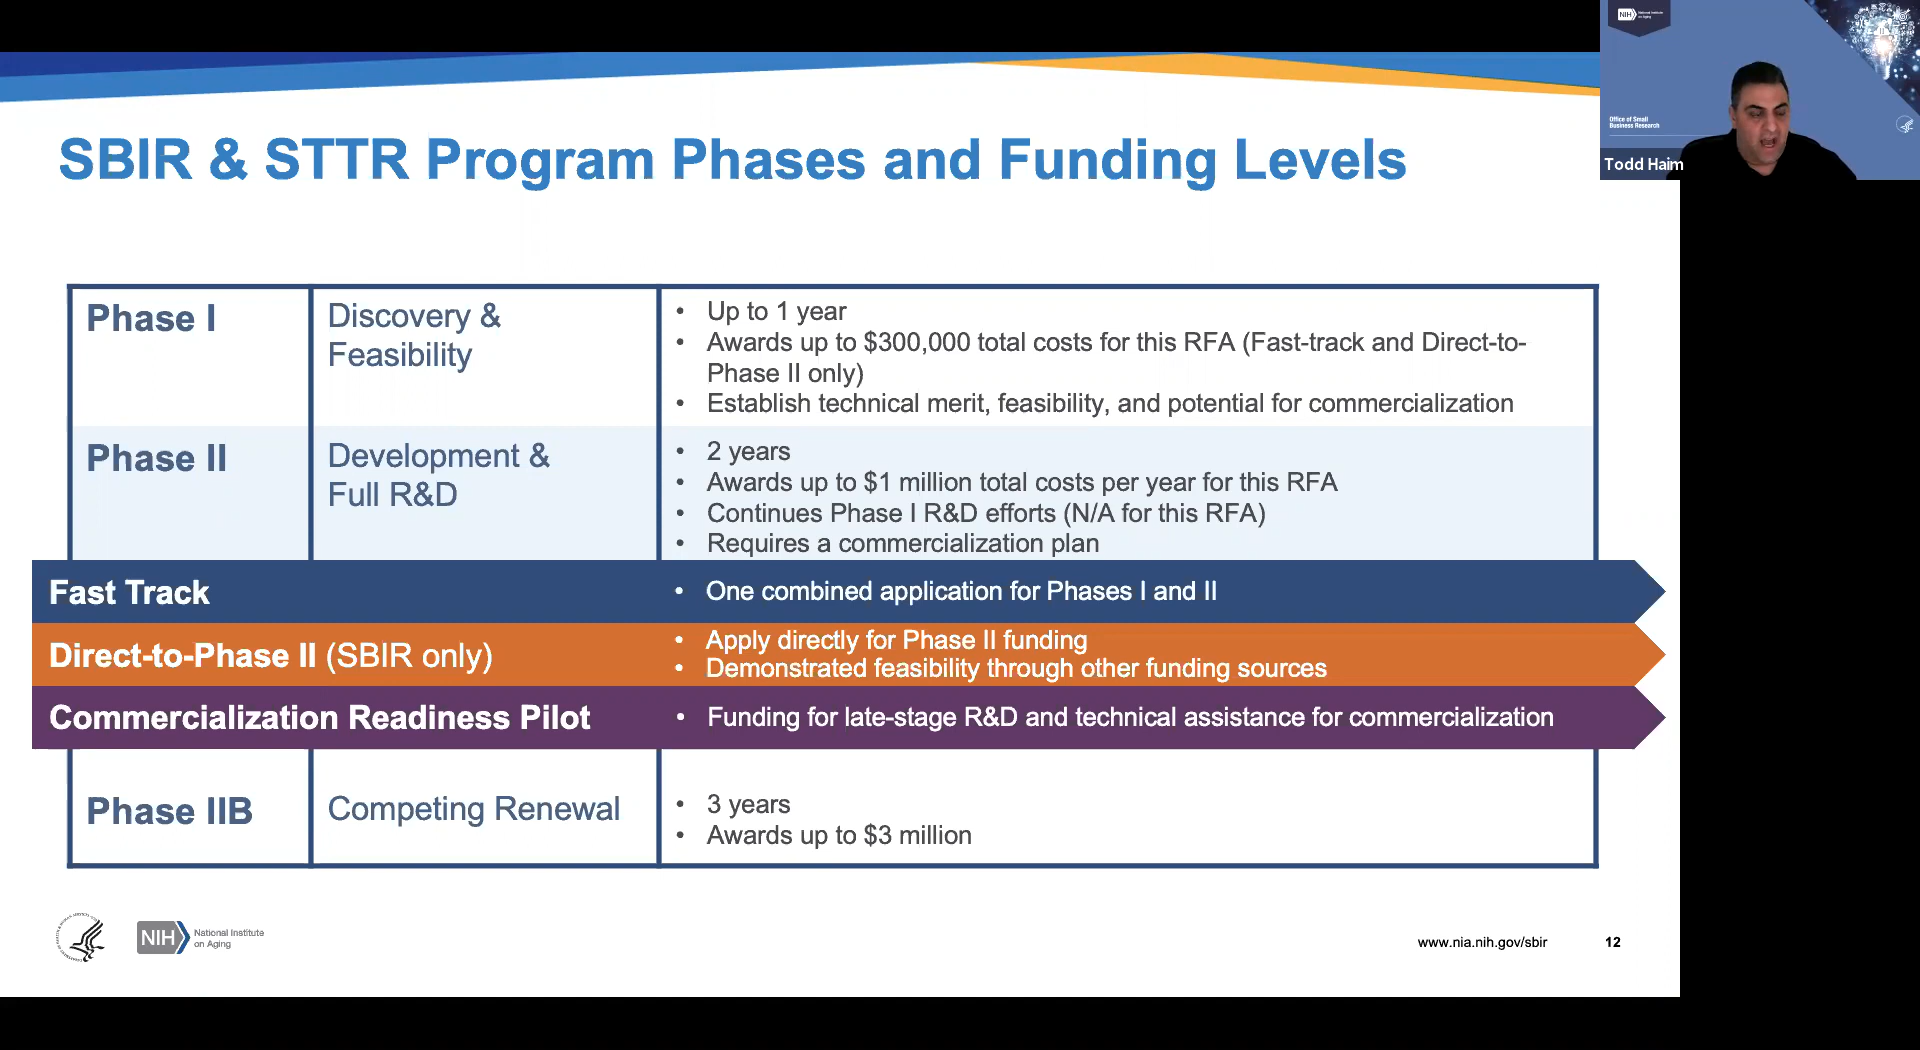 NIH National Institute on Aging
Office of Small
Business Research
Todd Haim
SBIR & STTR Program Phases and Funding Levels
Phase I
Discovery &
Feasibility
• Up to 1 year
• Awards up to $300,000 total costs for this RFA (Fast-track and Direct-to-
Phase II only)
• Establish technical merit, feasibility, and potential for commercialization
Phase II
Development &
Full R&D
• 2 years
• Awards up to $1 million total costs per year for this RFA
• Continues Phase I R&D efforts (N/A for this RFA)
• Requires a commercialization plan
Fast Track
• One combined application for Phases I and II
Direct-to-Phase II (SBIR only)
• Apply directly for Phase II funding
• Demonstrated feasibility through other funding sources
Commercialization Readiness Pilot
• Funding for late-stage R&D and technical assistance for commercialization
Phase IIB
Competing Renewal
• 3 years
• Awards up to $3 million
NIH
National Institute
on Aging
www.nia.nih.gov/sbir
12